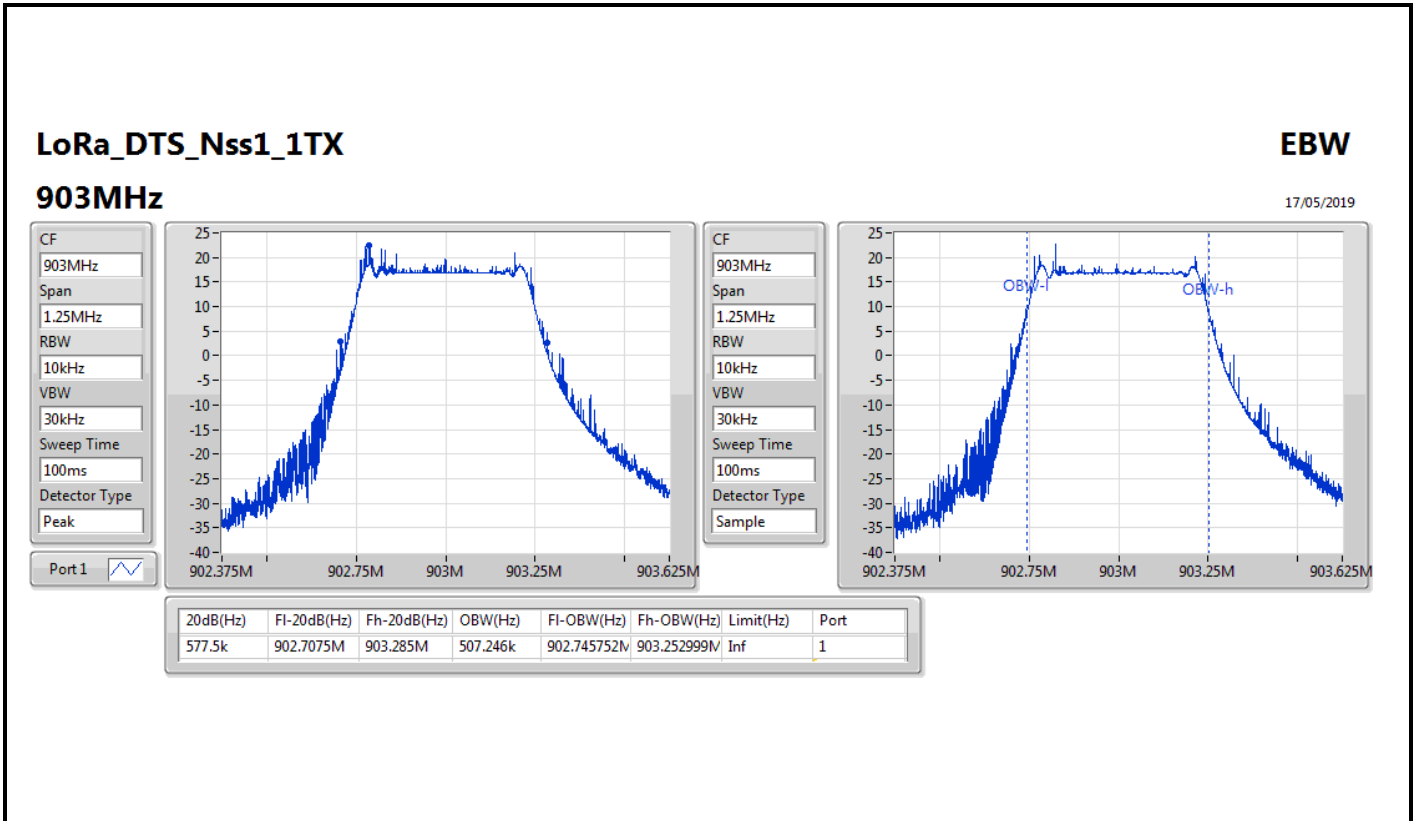 LoRa_DTS_Nss1_1TX
EBW
903MHz
17/05/2019
CF
903MHz
Span
1.25MHz
RBW
10kHz
VBW
30kHz
Sweep Time
100ms
Detector Type
Peak
Port 1
25
20
15
10
5
0
-5
-10
-15
-20
-25
-30
-35
-40
902.375M 902.75M 903M 903.25M 903.625M
CF
903MHz
Span
1.25MHz
RBW
10kHz
VBW
30kHz
Sweep Time
100ms
Detector Type
Sample
25
20
15
10
5
0
-5
-10
-15
-20
-25
-30
-35
-40
OBW-l
OBW-h
902.375M 902.75M 903M 903.25M 903.625M
20dB(Hz) Fl-20dB(Hz) Fh-20dB(Hz) OBW(Hz) Fl-OBW(Hz) Fh-OBW(Hz) Limit(Hz) Port
577.5k 902.7075M 903.285M 507.246k 902.745752M 903.252999M Inf 1